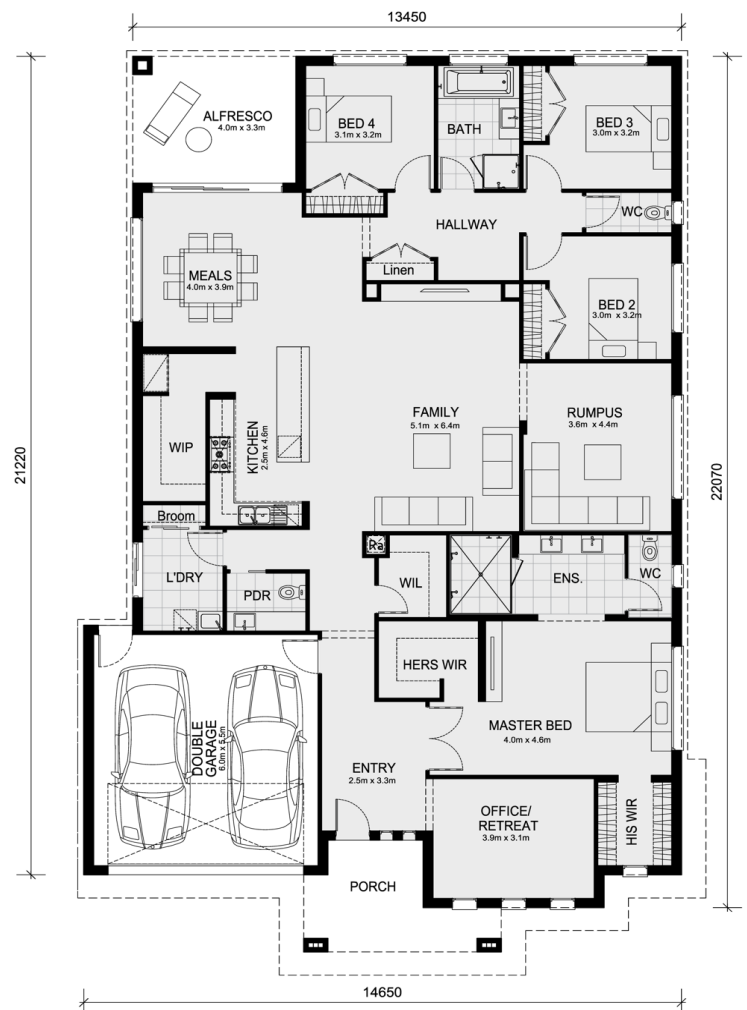 13450
ALFRESCO
4.0m x 3.3m
BED 4
3.1m x 3.2m
BATH
BED 3
3.0m x 3.2m
WC
HALLWAY
Linen
MEALS
4.0m x 3.9m
BED 2
3.0m x 3.2m
WIP
KITCHEN
2.5m x 4.6m
FAMILY
5.1m x 6.4m
RUMPUS
3.6m x 4.4m
21220
22070
Broom
L'DRY
PDR
Ra
WIL
ENS.
WC
HERS WIR
MASTER BED
4.0m x 4.6m
DOUBLE
GARAGE
6.0m x 5.5m
ENTRY
2.5m x 3.3m
OFFICE/
RETREAT
3.9m x 3.1m
HIS WIR
PORCH
14650